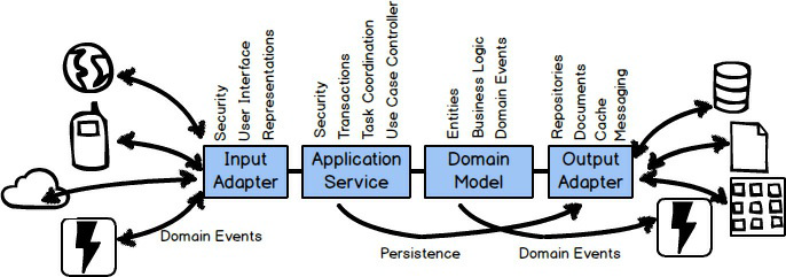 Security
User Interface
Representations
Security
Transactions
Task Coordination
Use Case Controller
Entities
Business Logic
Domain Events
Repositories
Documents
Cache
Messaging
Input
Adapter
Application
Service
Domain
Model
Output
Adapter
Domain Events
Persistence
Domain Events